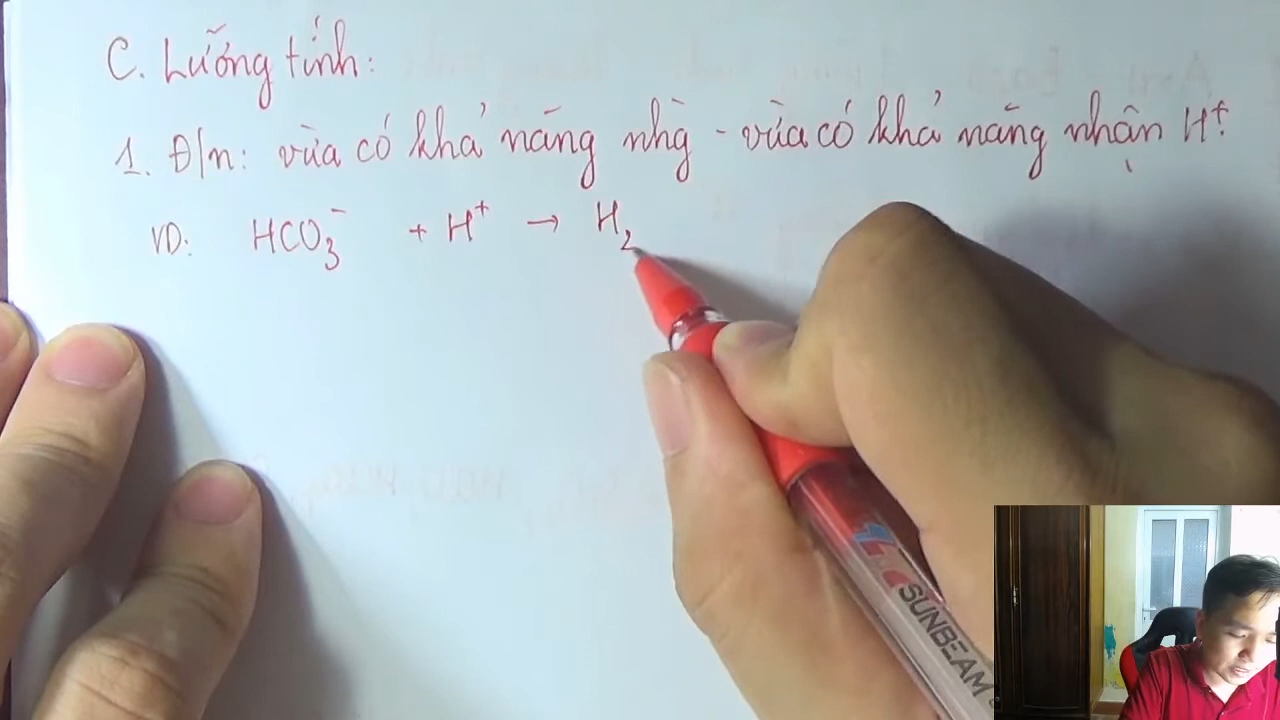 C. Lưỡng tính:
1. Đ/n: vừa có khả năng nhg - vừa có khả năng nhận H⁺.
VD: HCO₃⁻ + H⁺ → H₂
SUNBEAM